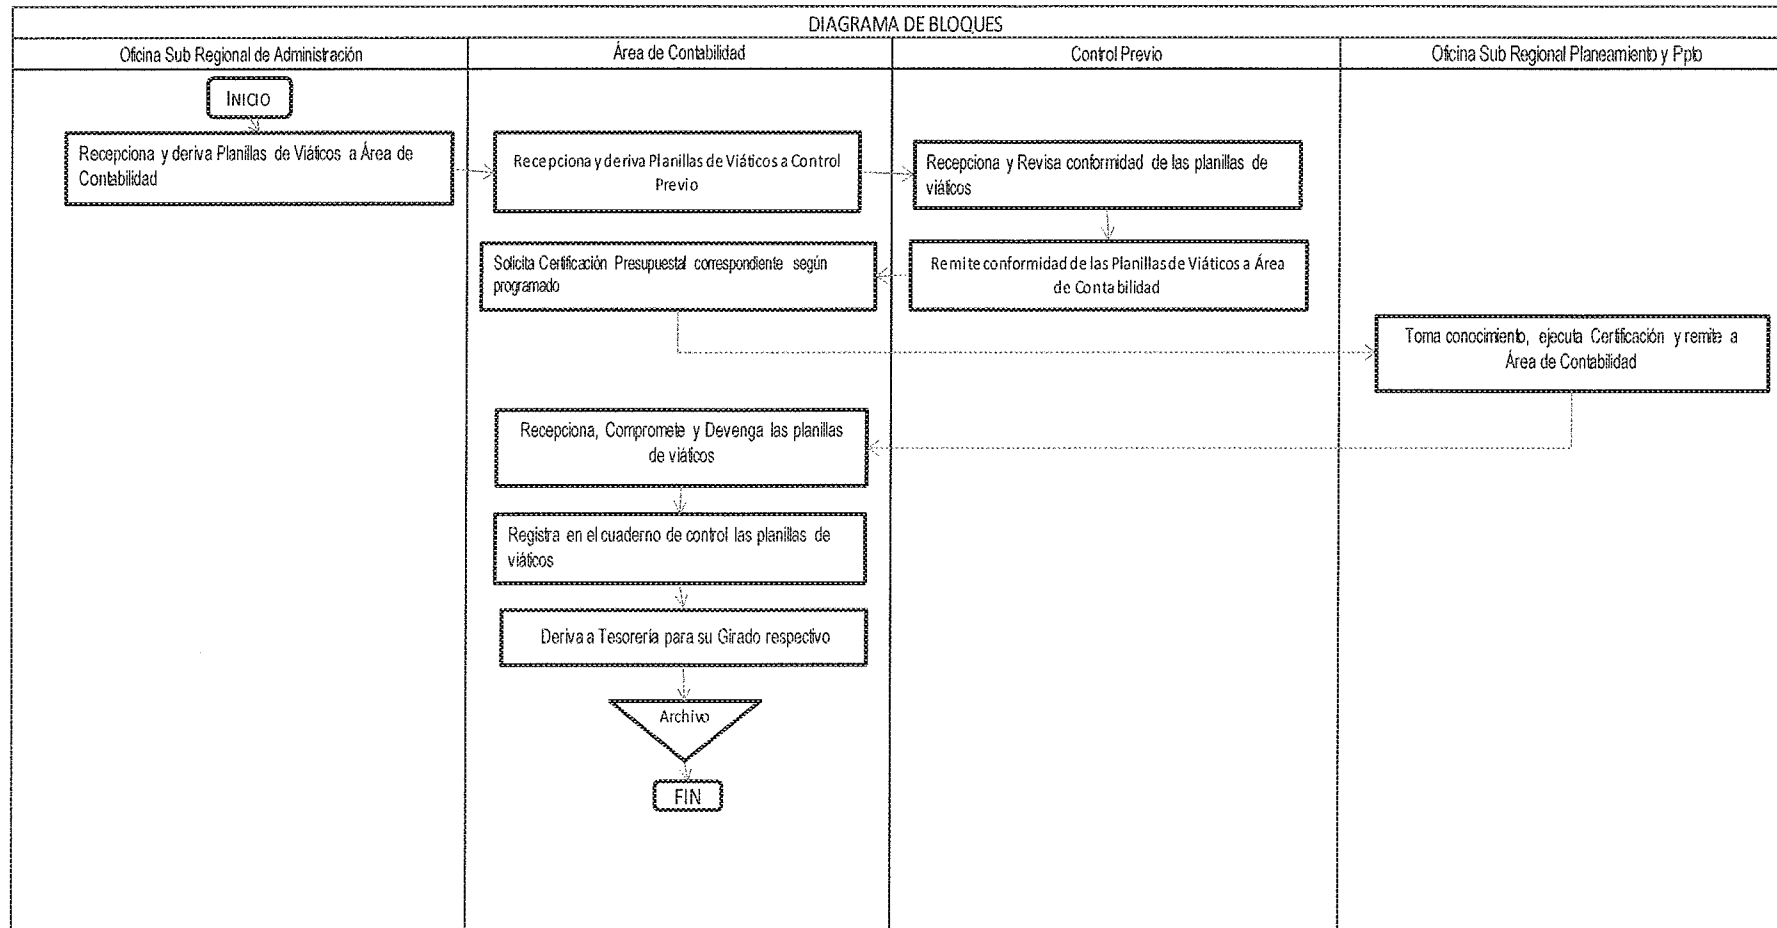 DIAGRAMA DE BLOQUES
Oficina Sub Regional de Administración
Área de Contabilidad
Control Previo
Oficina Sub Regional Planeamiento y P'pto
INICIO
Recepciona y deriva Planillas de Viáticos a Área de
Contabilidad
Recepciona y deriva Planillas de Viáticos a Control
Previo
Recepciona y Revisa conformidad de las planillas de
viáticos
Solicita Certificación Presupuestal correspondiente según
programado
Remite conformidad de las Planillas de Viáticos a Área
de Contabilidad
Toma conocimiento, ejecuta Certificación y remite a
Área de Contabilidad
Recepciona, Compromete y Devenga las planillas
de viáticos
Registra en el cuaderno de control las planillas de
viáticos
Deriva a Tesorería para su Girado respectivo
Archivo
FIN